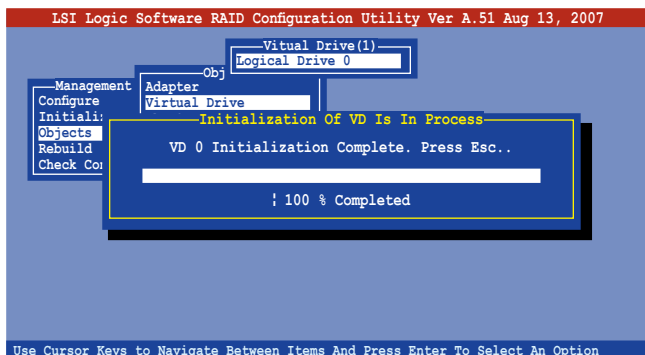 LSI Logic Software RAID Configuration Utility Ver A.51 Aug 13, 2007
Vitual Drive(1)
Logical Drive 0
Obj
Adapter
Virtual Drive
Management
Configure
Initializ
Objects
Rebuild
Check Con
Initialization Of VD Is In Process
VD 0 Initialization Complete. Press Esc..
¦ 100 % Completed
Use Cursor Keys to Navigate Between Items And Press Enter To Select An Option